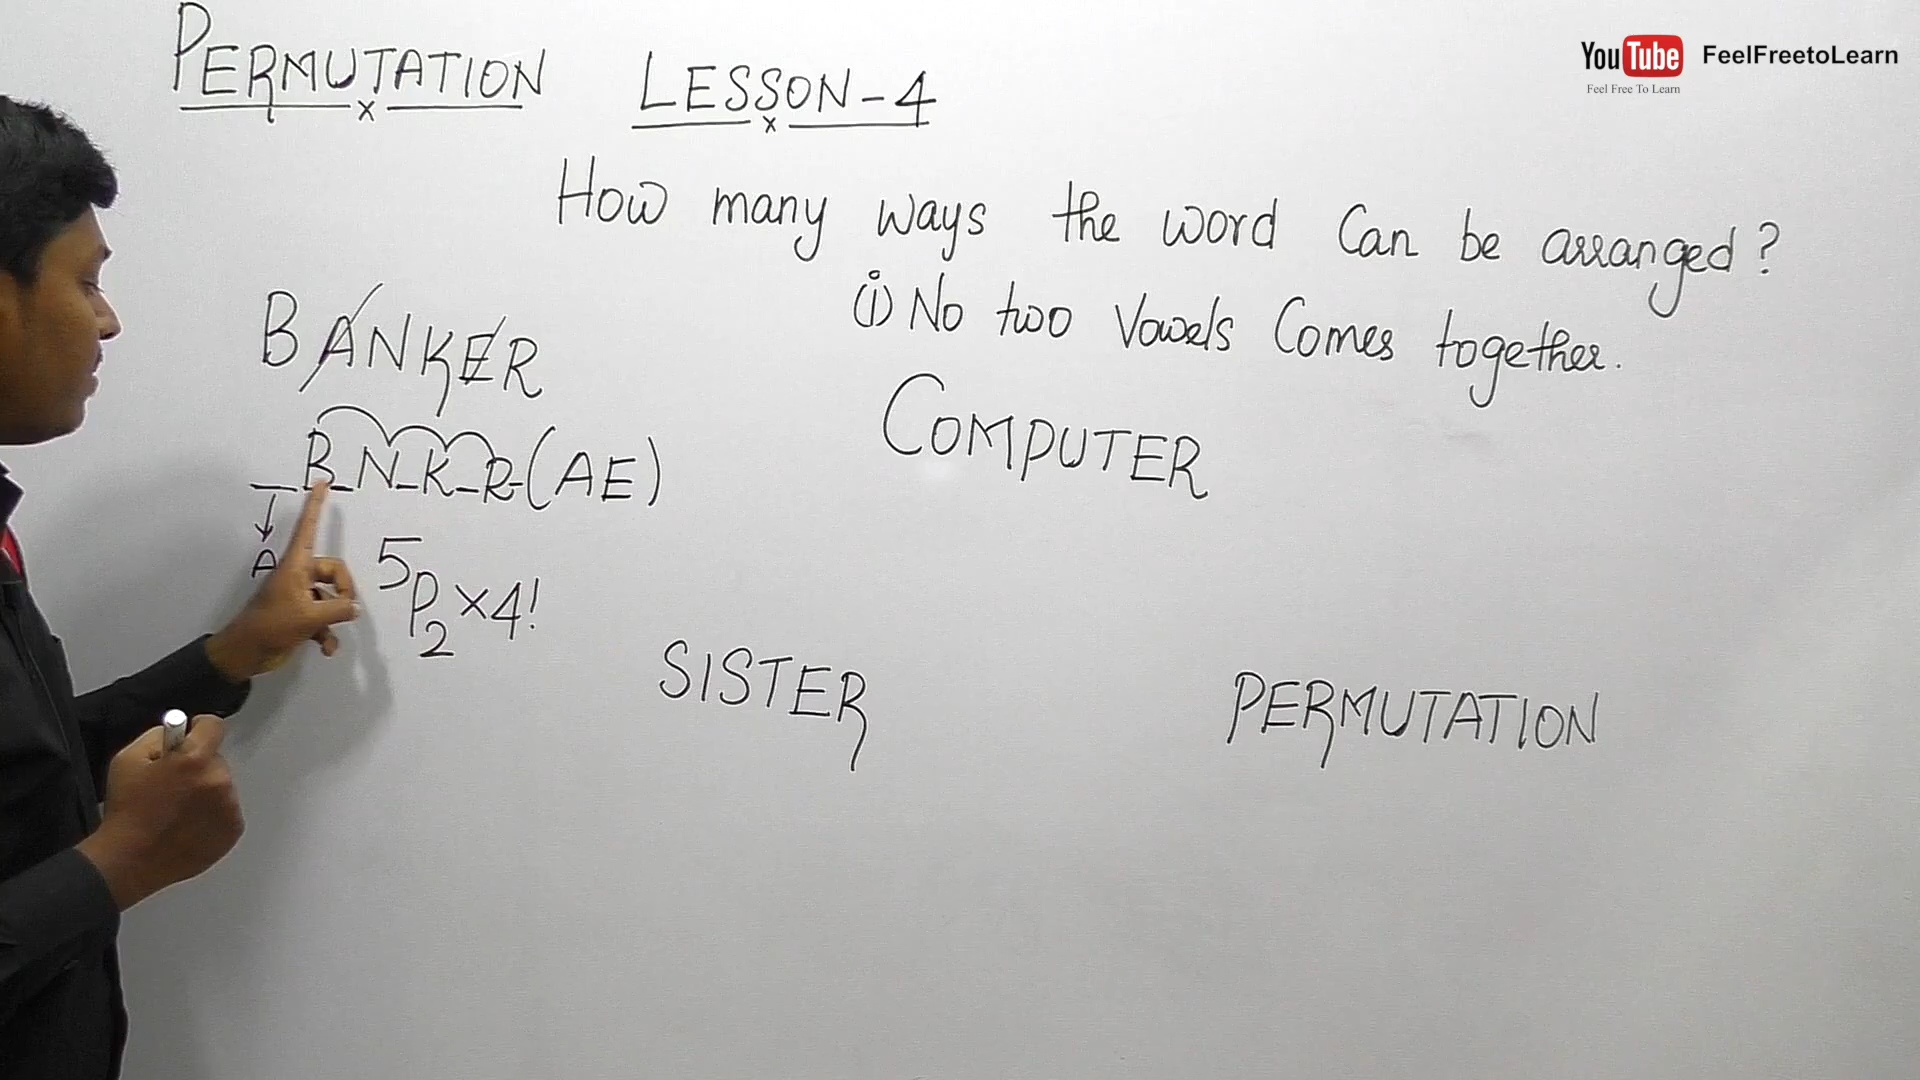 PERMUTATION LESSON-4
YouTube FeelFreetoLearn
Feel Free To Learn
How many ways the word Can be arranged?
(i) No two Vowels Comes together.
BANKER
_B_N_K_R_(AE)
A
5P2×4!
COMPUTER
SISTER
PERMUTATION